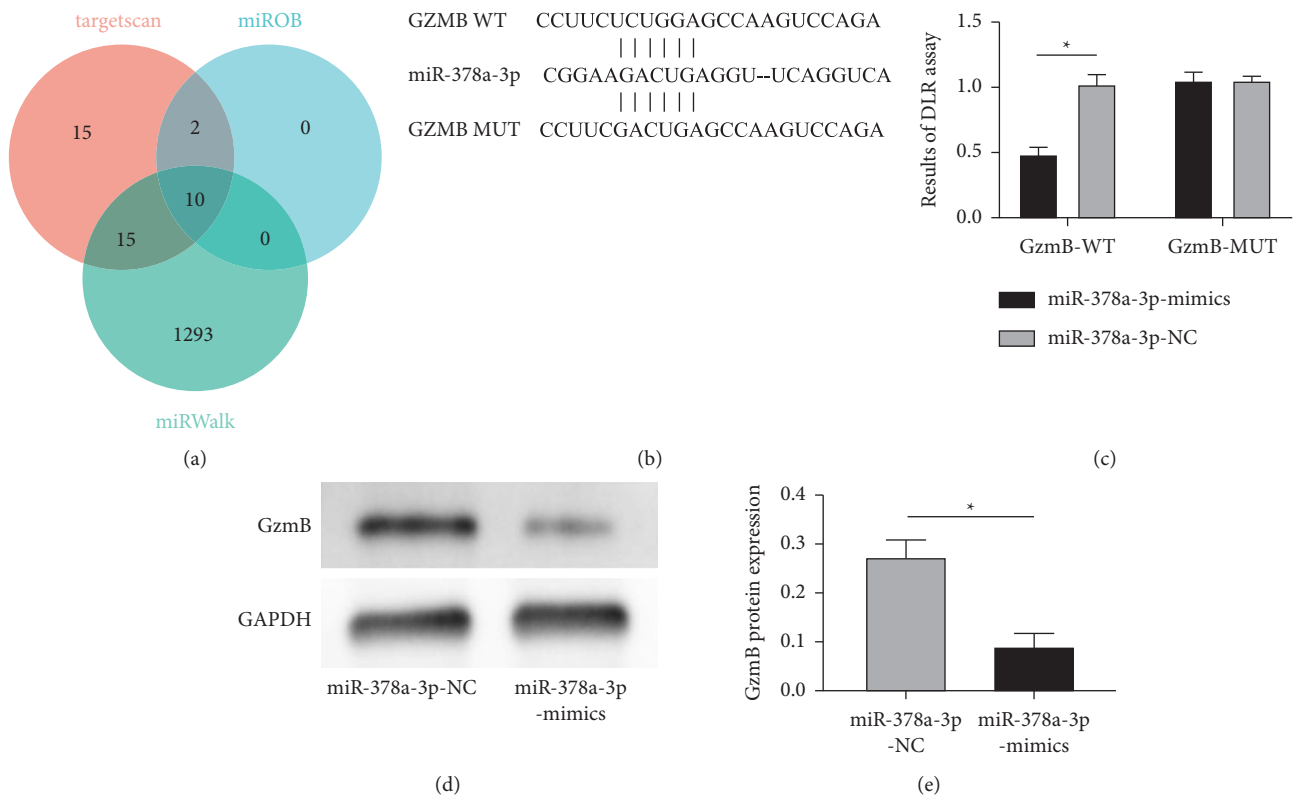 targetscan
miROB
15
2
0
10
15
0
1293
miRWalk
(a)
GZMB WT CCUUCUCUGGAGCCAAGUCCAGA
miR-378a-3p CGGAAGACUGAGGU--UCAGGUCA
GZMB MUT CCUUCGACUGAGCCAAGUCCAGA
(b)
Results of DLR assay
1.5
1.0
0.5
0.0
*
GzmB-WT GzmB-MUT
miR-378a-3p-mimics
miR-378a-3p-NC
(c)
GzmB
GAPDH
miR-378a-3p-NC
miR-378a-3p
-mimics
(d)
GzmB protein expression
0.4
0.3
0.2
0.1
0.0
*
miR-378a-3p
-NC
miR-378a-3p
-mimics
(e)